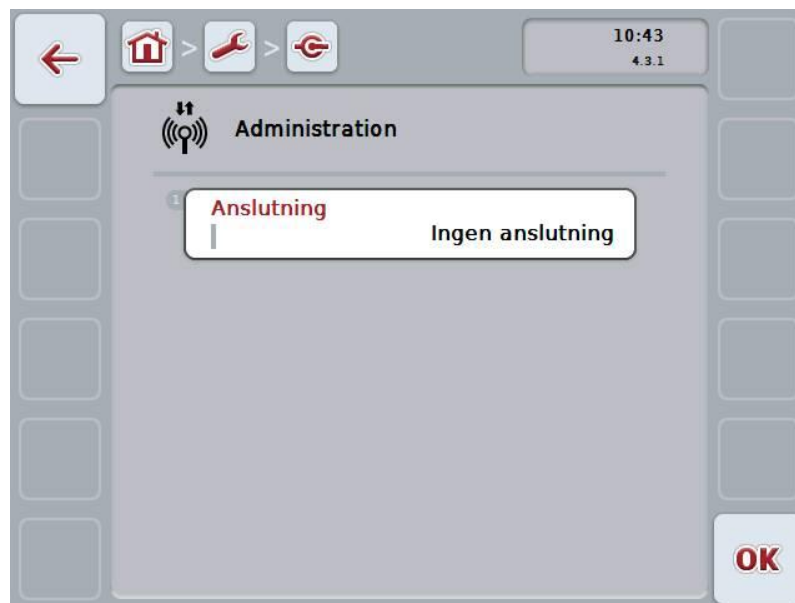 > >
10:43
4.3.1
Administration
1
Anslutning
Ingen anslutning
OK